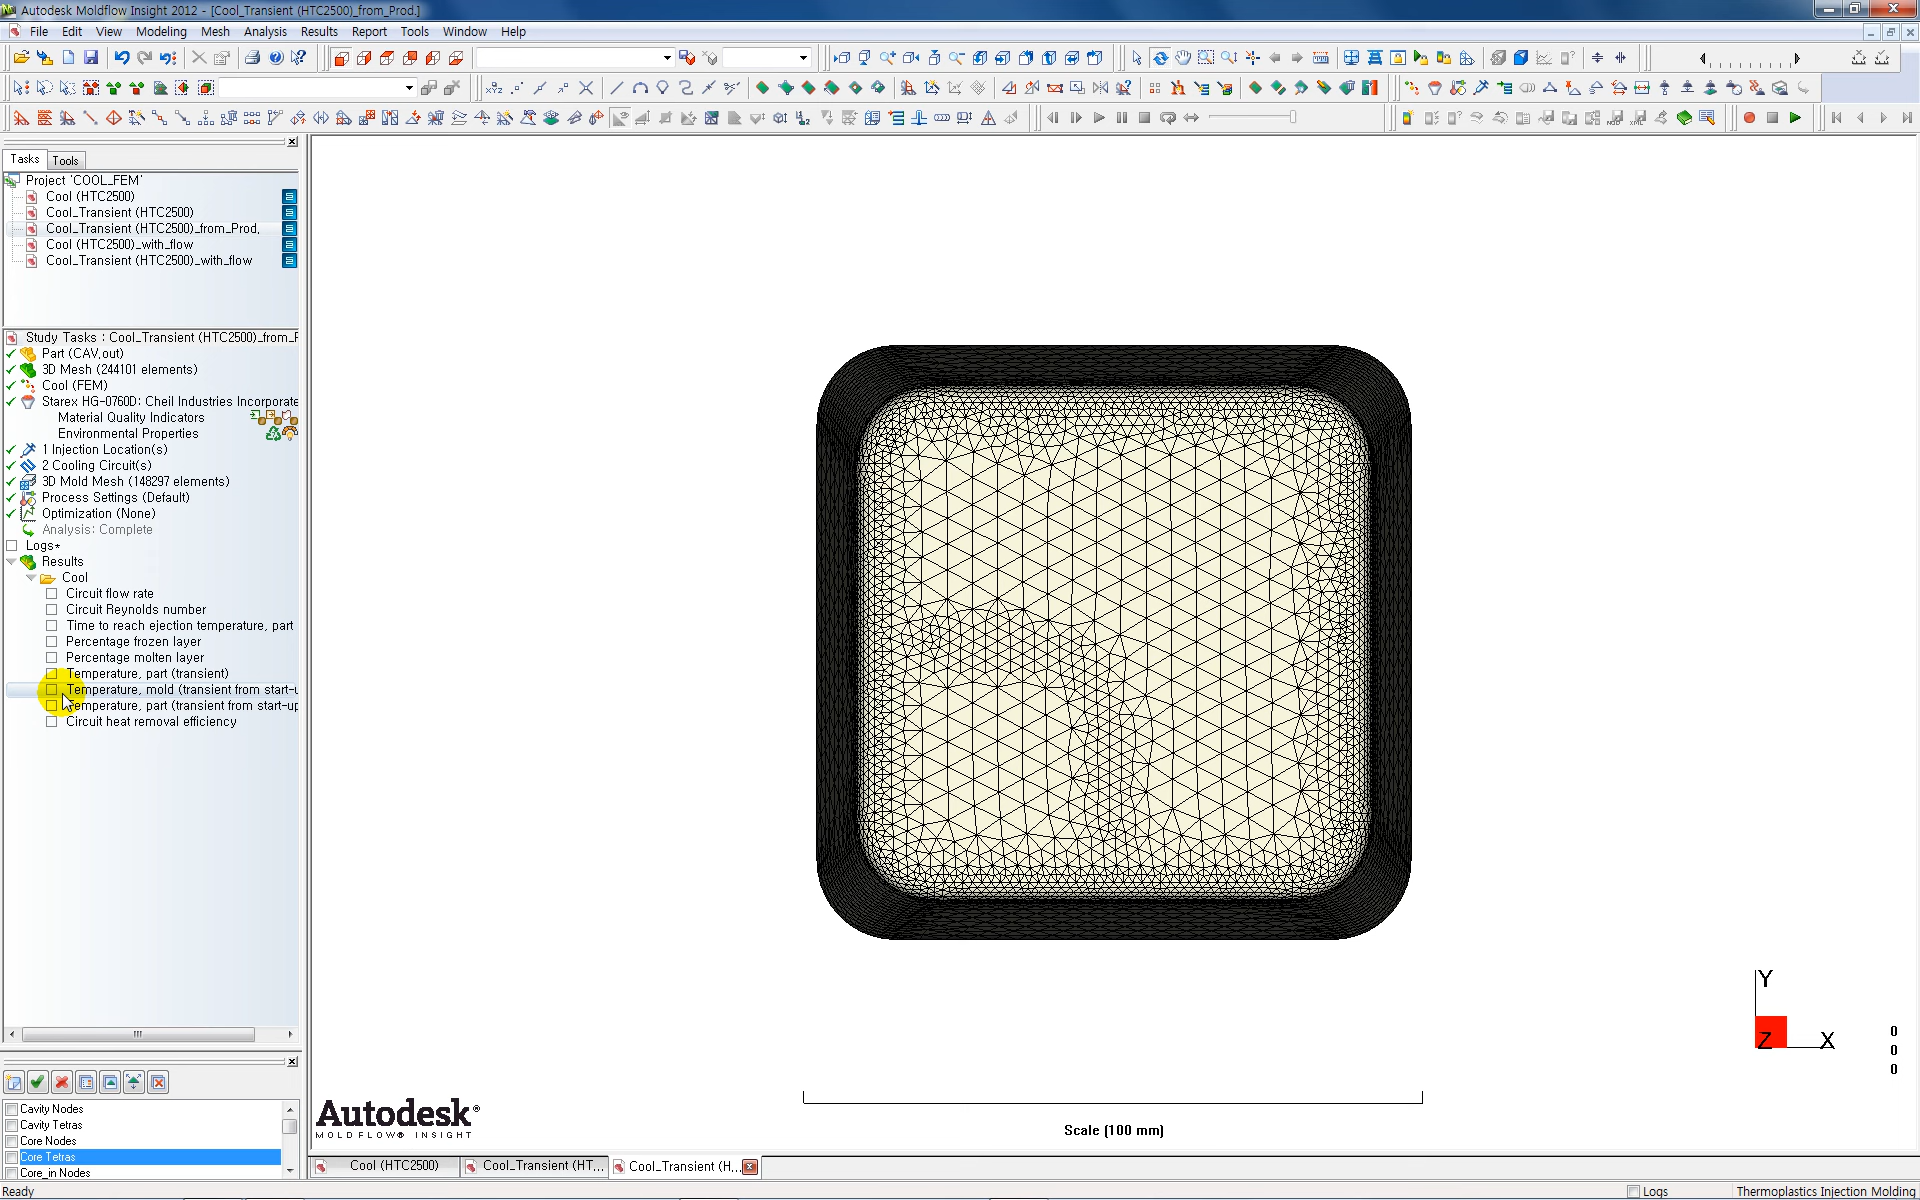 Autodesk Moldflow Insight 2012 - [Cool_Transient (HTC2500)_from_Prod.]
File Edit View Modeling Mesh Analysis Results Report Tools Window Help
Tasks Tools
Project 'COOL_FEM'
Cool (HTC2500)
Cool_Transient (HTC2500)
Cool_Transient (HTC2500)_from_Prod.
Cool (HTC2500)_with_flow
Cool_Transient (HTC2500)_with_flow
Study Tasks : Cool_Transient (HTC2500)_from_F
Part (CAV.out)
3D Mesh (244101 elements)
Cool (FEM)
Starex HG-0760D: Cheil Industries Incorporate
Material Quality Indicators
Environmental Properties
1 Injection Location(s)
2 Cooling Circuit(s)
3D Mold Mesh (148297 elements)
Process Settings (Default)
Optimization (None)
Analysis: Complete
Logs*
Results
Cool
Circuit flow rate
Circuit Reynolds number
Time to reach ejection temperature, part
Percentage frozen layer
Percentage molten layer
Temperature, part (transient)
Temperature, mold (transient from start-u
Temperature, part (transient from start-up
Circuit heat removal efficiency
Cavity Nodes
Cavity Tetras
Core Nodes
Core Tetras
Core_in Nodes
Y
Z X
0
0
0
Autodesk®
MOLDFLOW® INSIGHT
Scale (100 mm)
Cool (HTC2500) Cool_Transient (HT... Cool_Transient (H...
Ready Logs Thermoplastics Injection Molding